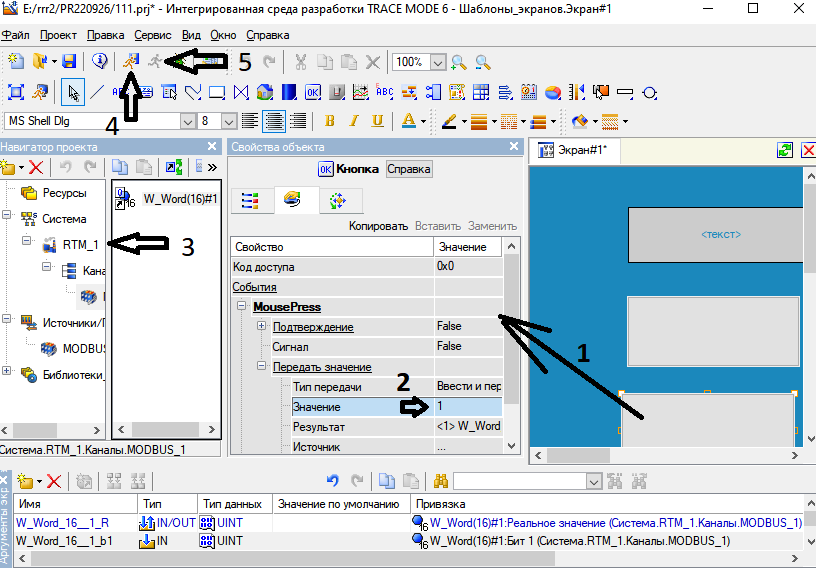 E:/rrr2/PR220926/111.prj* - Интегрированная среда разработки TRACE MODE 6 - Шаблоны_экранов.Экран#1*
Файл Проект Правка Сервис Вид Окно Справка
100%
5
ABC OK ABC
4
MS Shell Dlg 8 B I U A
Навигатор проекта
Ресурсы
Система
RTM_1
Кана
Источники/П
MODBUS
Библиотеки_
W_Word(16)#1
3
Система.RTM_1.Каналы.MODBUS_1
Свойства объекта
OK Кнопка Справка
Копировать Вставить Заменить
Свойство Значение
Код доступа 0x0
События
MousePress
Подтверждение False
Сигнал False
Передать значение
Тип передачи Ввести и пер
Значение 1
Результат <1> W_Word
Источник ...
2
1
Экран#1*
<текст>
Аргументы экр
Имя Тип Тип данных Значение по умолчанию Привязка
W_Word_16__1_R IN/OUT UINT W_Word(16)#1:Реальное значение (Система.RTM_1.Каналы.MODBUS_1)
W_Word_16__1_b1 IN UINT W_Word(16)#1:Бит 1 (Система.RTM_1.Каналы.MODBUS_1)